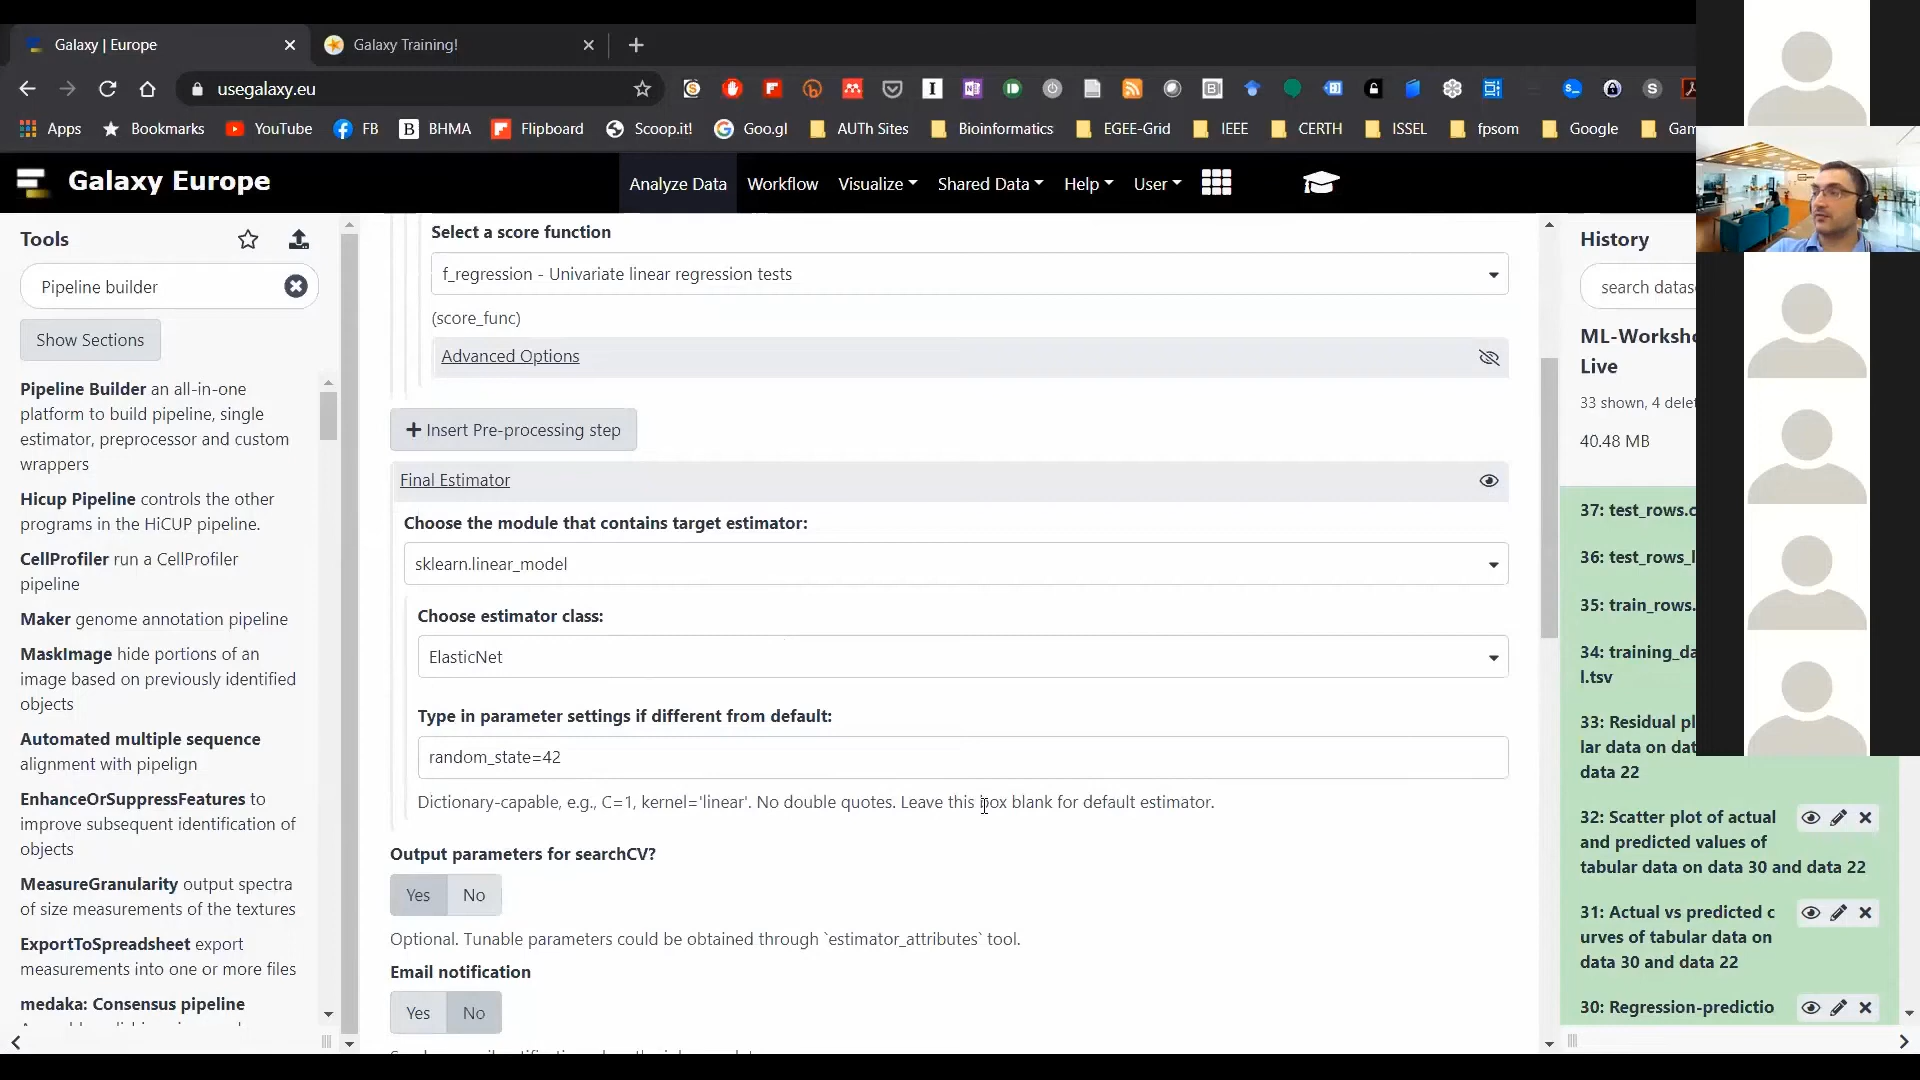 Galaxy | Europe
Galaxy Training!
usegalaxy.eu
Apps
Bookmarks
YouTube
FB
BHMA
Flipboard
Scoop.it!
Goo.gl
AUTh Sites
Bioinformatics
EGEE-Grid
IEEE
CERTH
ISSEL
fpsom
Google
Galaxy Europe
Analyze Data
Workflow
Visualize
Shared Data
Help
User
Tools
Pipeline builder
Show Sections
Pipeline Builder an all-in-one
platform to build pipeline, single
estimator, preprocessor and custom
wrappers
Hicup Pipeline controls the other
programs in the HiCUP pipeline.
CellProfiler run a CellProfiler
pipeline
Maker genome annotation pipeline
MaskImage hide portions of an
image based on previously identified
objects
Automated multiple sequence
alignment with pipelign
EnhanceOrSuppressFeatures to
improve subsequent identification of
objects
MeasureGranularity output spectra
of size measurements of the textures
ExportToSpreadsheet export
measurements into one or more files
medaka: Consensus pipeline
Select a score function
f_regression - Univariate linear regression tests
(score_func)
Advanced Options
Insert Pre-processing step
Final Estimator
Choose the module that contains target estimator:
sklearn.linear_model
Choose estimator class:
ElasticNet
Type in parameter settings if different from default:
random_state=42
Dictionary-capable, e.g., C=1, kernel='linear'. No double quotes. Leave this box blank for default estimator.
Output parameters for searchCV?
Yes No
Optional. Tunable parameters could be obtained through `estimator_attributes` tool.
Email notification
Yes No
History
search datas
ML-Worksho
Live
33 shown, 4 delet
40.48 MB
37: test_rows.c
36: test_rows_l
35: train_rows.
34: training_da
l.tsv
33: Residual pl
lar data on dat
data 22
32: Scatter plot of actual
and predicted values of
tabular data on data 30 and data 22
31: Actual vs predicted c
urves of tabular data on
data 30 and data 22
30: Regression-predictio